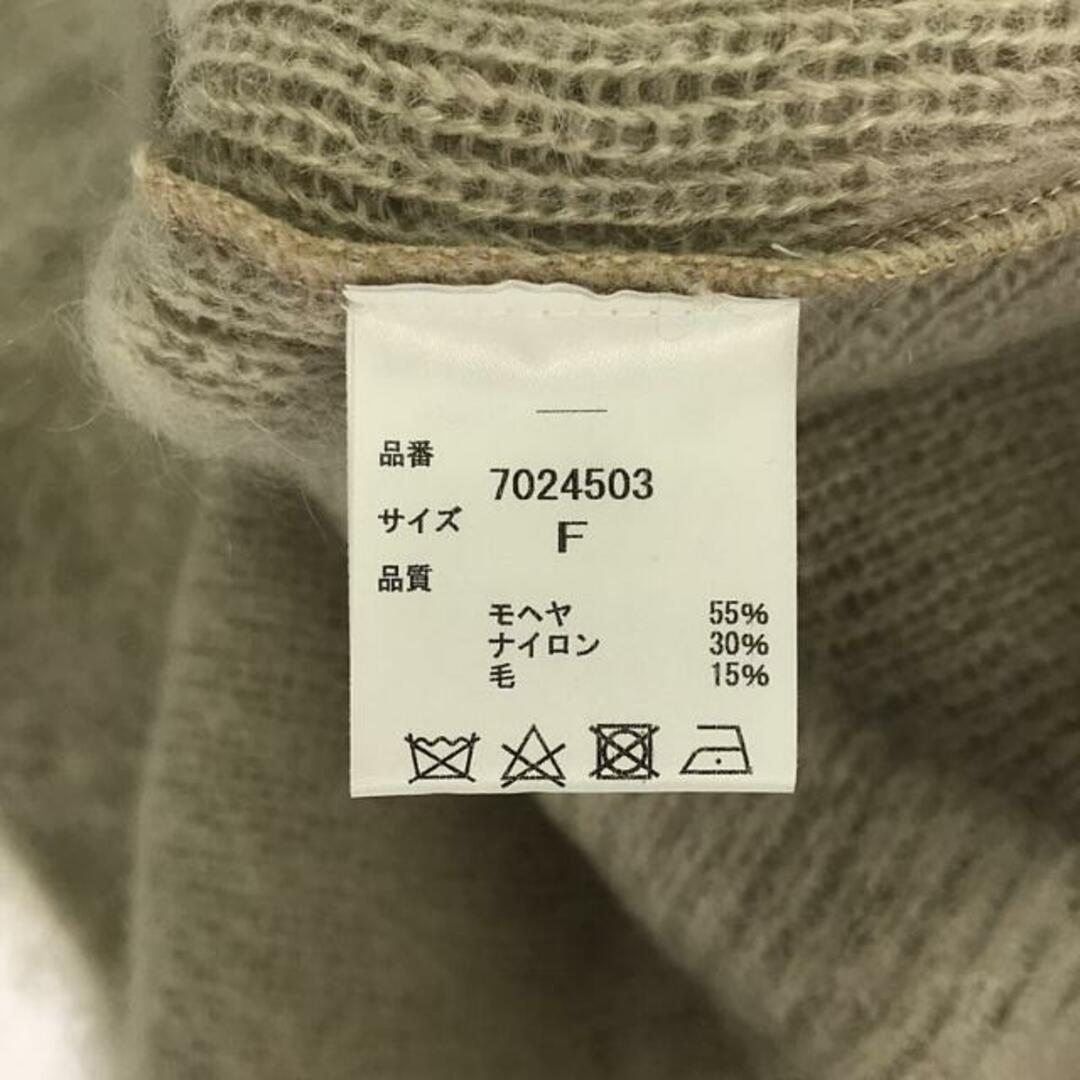 品番
7024503
サイズ
F
品質
モヘヤ 55%
ナイロン 30%
毛 15%